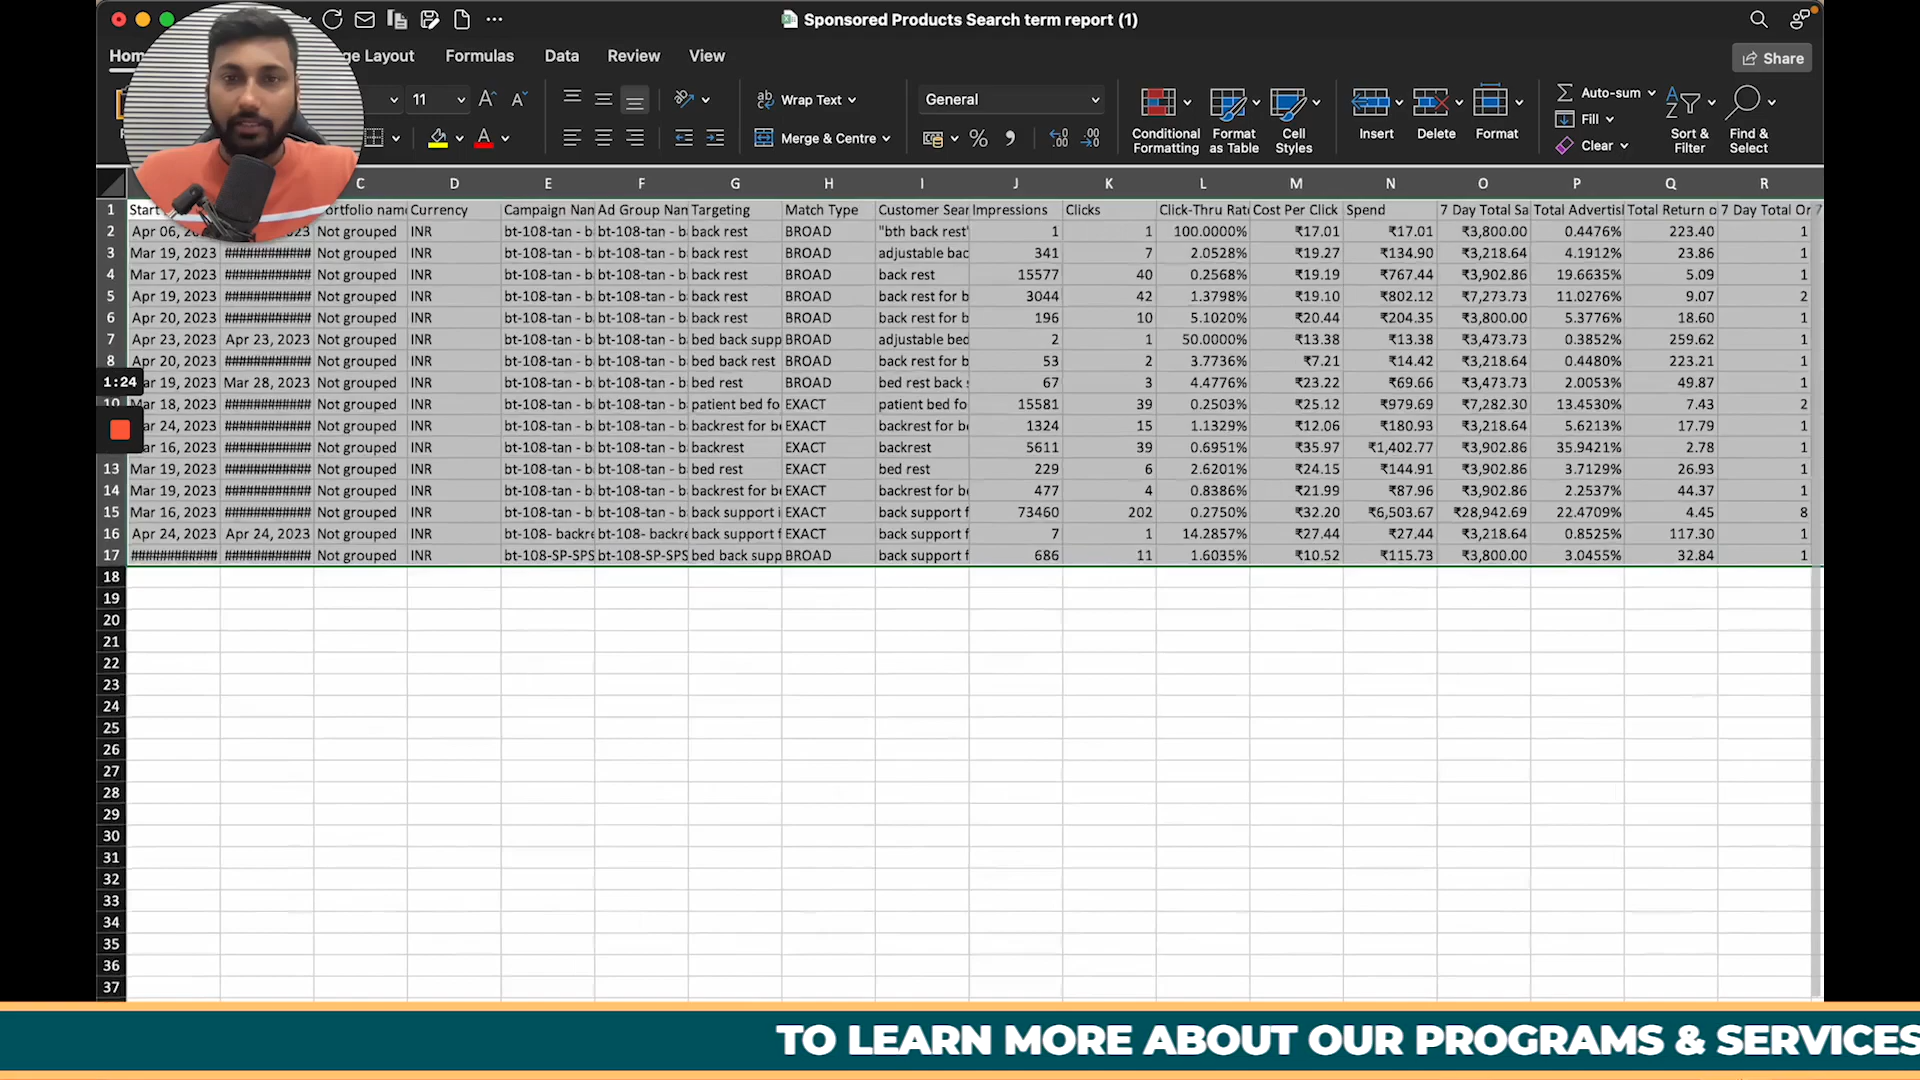 Sponsored Products Search term report (1)
Hom ge Layout Formulas Data Review View
Share
11 Wrap Text General Auto-sum
Merge & Centre Conditional Formatting Format as Table Cell Styles Insert Delete Format Fill Clear Sort & Filter Find & Select
C D E F G H I J K L M N O P Q R
1 Start ortfolio name Currency Campaign Nan Ad Group Nan Targeting Match Type Customer Sear Impressions Clicks Click-Thru Rate Cost Per Click Spend 7 Day Total Sa Total Advertisi Total Return o 7 Day Total Or 7
2 Apr 06, 2023 Not grouped INR bt-108-tan - b bt-108-tan - b back rest BROAD "bth back rest" 1 1 100.0000% ₹17.01 ₹17.01 ₹3,800.00 0.4476% 223.40 1
3 Mar 19, 2023 ############ Not grouped INR bt-108-tan - b bt-108-tan - b back rest BROAD adjustable bac 341 7 2.0528% ₹19.27 ₹134.90 ₹3,218.64 4.1912% 23.86 1
4 Mar 17, 2023 ############ Not grouped INR bt-108-tan - b bt-108-tan - b back rest BROAD back rest 15577 40 0.2568% ₹19.19 ₹767.44 ₹3,902.86 19.6635% 5.09 1
5 Apr 19, 2023 ############ Not grouped INR bt-108-tan - b bt-108-tan - b back rest BROAD back rest for b 3044 42 1.3798% ₹19.10 ₹802.12 ₹7,273.73 11.0276% 9.07 2
6 Apr 20, 2023 ############ Not grouped INR bt-108-tan - b bt-108-tan - b back rest BROAD back rest for b 196 10 5.1020% ₹20.44 ₹204.35 ₹3,800.00 5.3776% 18.60 1
7 Apr 23, 2023 Apr 23, 2023 Not grouped INR bt-108-tan - b bt-108-tan - b bed back supp BROAD adjustable bed 2 1 50.0000% ₹13.38 ₹13.38 ₹3,473.73 0.3852% 259.62 1
8 Apr 20, 2023 ############ Not grouped INR bt-108-tan - b bt-108-tan - b bed back rest BROAD back rest for b 53 2 3.7736% ₹7.21 ₹14.42 ₹3,218.64 0.4480% 223.21 1
1:24 ar 19, 2023 Mar 28, 2023 Not grouped INR bt-108-tan - b bt-108-tan - b bed rest BROAD bed rest back s 67 3 4.4776% ₹23.22 ₹69.66 ₹3,473.73 2.0053% 49.87 1
10 Mar 18, 2023 ############ Not grouped INR bt-108-tan - b bt-108-tan - b patient bed fo EXACT patient bed fo 15581 39 0.2503% ₹25.12 ₹979.69 ₹7,282.30 13.4530% 7.43 2
ar 24, 2023 ############ Not grouped INR bt-108-tan - b bt-108-tan - b backrest for be EXACT backrest for be 1324 15 1.1329% ₹12.06 ₹180.93 ₹3,218.64 5.6213% 17.79 1
ar 16, 2023 ############ Not grouped INR bt-108-tan - b bt-108-tan - b backrest EXACT backrest 5611 39 0.6951% ₹35.97 ₹1,402.77 ₹3,902.86 35.9421% 2.78 1
13 Mar 19, 2023 ############ Not grouped INR bt-108-tan - b bt-108-tan - b bed rest EXACT bed rest 229 6 2.6201% ₹24.15 ₹144.91 ₹3,902.86 3.7129% 26.93 1
14 Mar 19, 2023 ############ Not grouped INR bt-108-tan - b bt-108-tan - b backrest for be EXACT backrest for be 477 4 0.8386% ₹21.99 ₹87.96 ₹3,902.86 2.2537% 44.37 1
15 Mar 16, 2023 ############ Not grouped INR bt-108-tan - b bt-108-tan - b back support i EXACT back support f 73460 202 0.2750% ₹32.20 ₹6,503.67 ₹28,942.69 22.4709% 4.45 8
16 Apr 24, 2023 Apr 24, 2023 Not grouped INR bt-108- backre bt-108- backre back support f EXACT back support f 7 1 14.2857% ₹27.44 ₹27.44 ₹3,218.64 0.8525% 117.30 1
17 ############ ############ Not grouped INR bt-108-SP-SPS bt-108-SP-SPS bed back supp BROAD back support f 686 11 1.6035% ₹10.52 ₹115.73 ₹3,800.00 3.0455% 32.84 1
18
19
20
21
22
23
24
25
26
27
28
29
30
31
32
33
34
35
36
37
TO LEARN MORE ABOUT OUR PROGRAMS & SERVICES